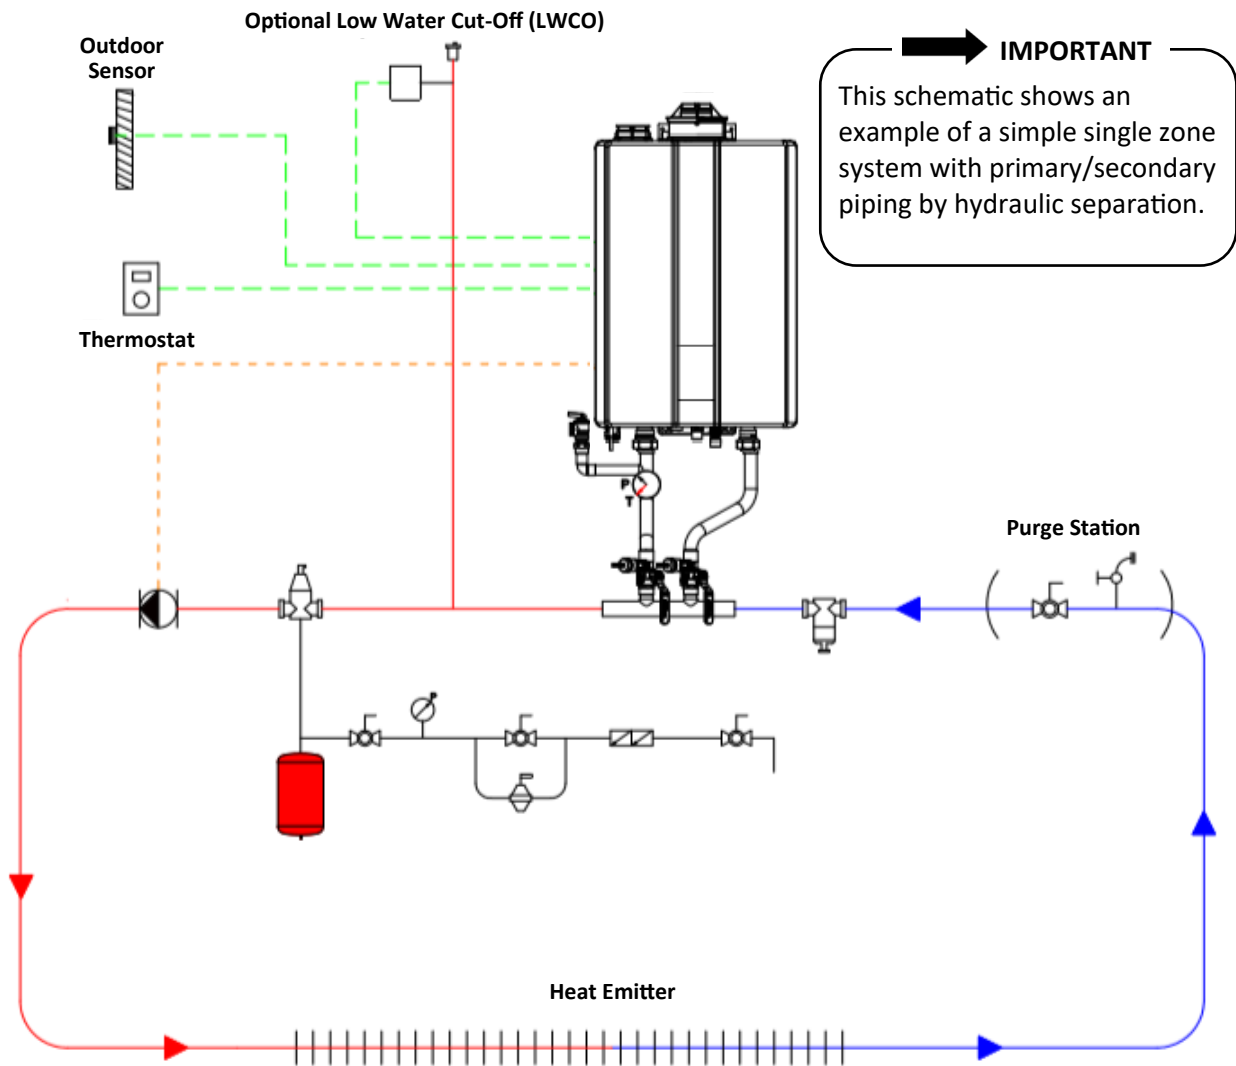 Optional Low Water Cut-Off (LWCO)
Outdoor
Sensor
IMPORTANT
This schematic shows an
example of a simple single zone
system with primary/secondary
piping by hydraulic separation.
Thermostat
P
T
Purge Station
P
Heat Emitter